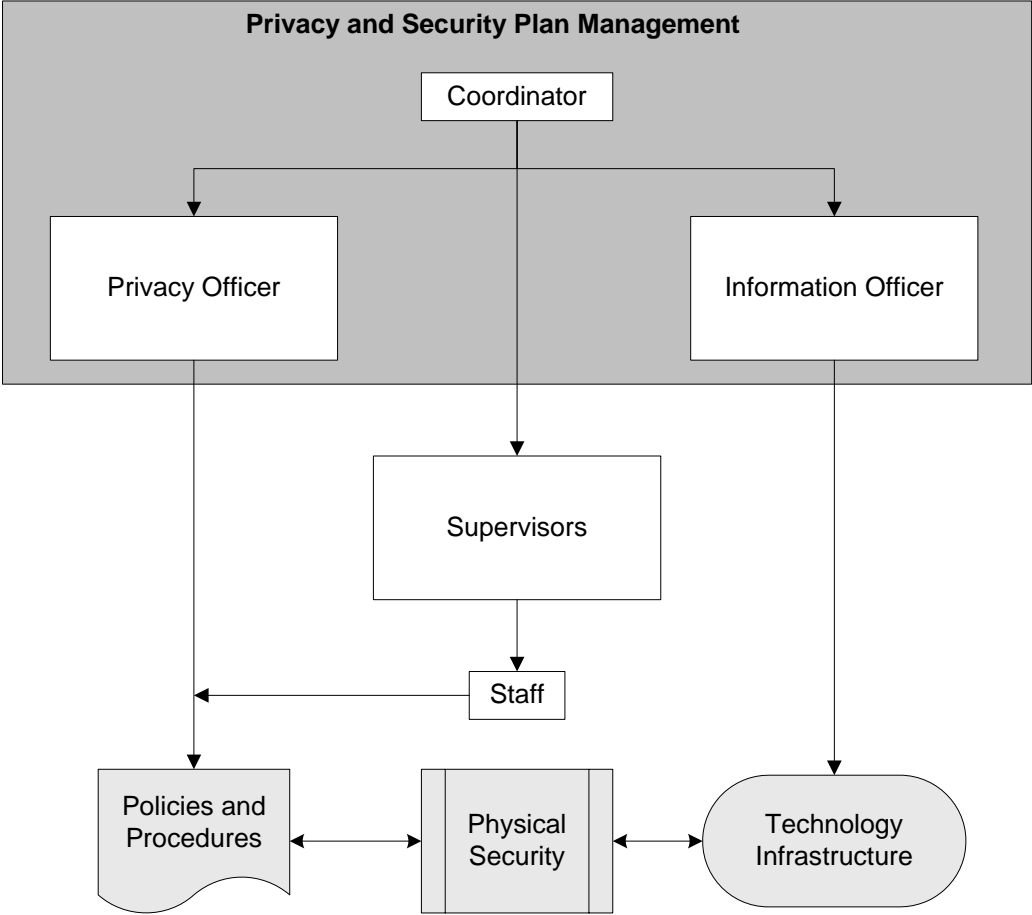 Privacy and Security Plan Management
Coordinator
Privacy Officer
Information Officer
Supervisors
Staff
Policies and
Procedures
Physical
Security
Technology
Infrastructure